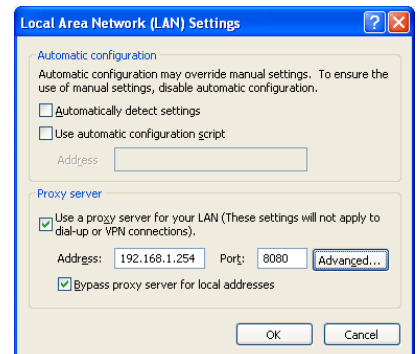 Local Area Network (LAN) Settings
Automatic configuration
Automatic configuration may override manual settings. To ensure the
use of manual settings, disable automatic configuration.
Automatically detect settings
Use automatic configuration script
Address
Proxy server
Use a proxy server for your LAN (These settings will not apply to
dial-up or VPN connections).
Address: 192.168.1.254 Port: 8080 Advanced...
Bypass proxy server for local addresses
OK Cancel